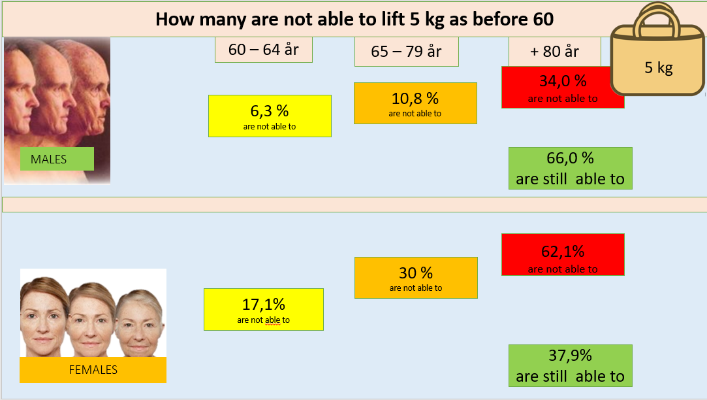 How many are not able to lift 5 kg as before 60
60 – 64 år
65 – 79 år
+ 80 år
5 kg
MALES
6,3 %
are not able to
10,8 %
are not able to
34,0 %
are not able to
66,0 %
are still able to
FEMALES
17,1%
are not able to
30 %
are not able to
62,1%
are not able to
37,9%
are still able to